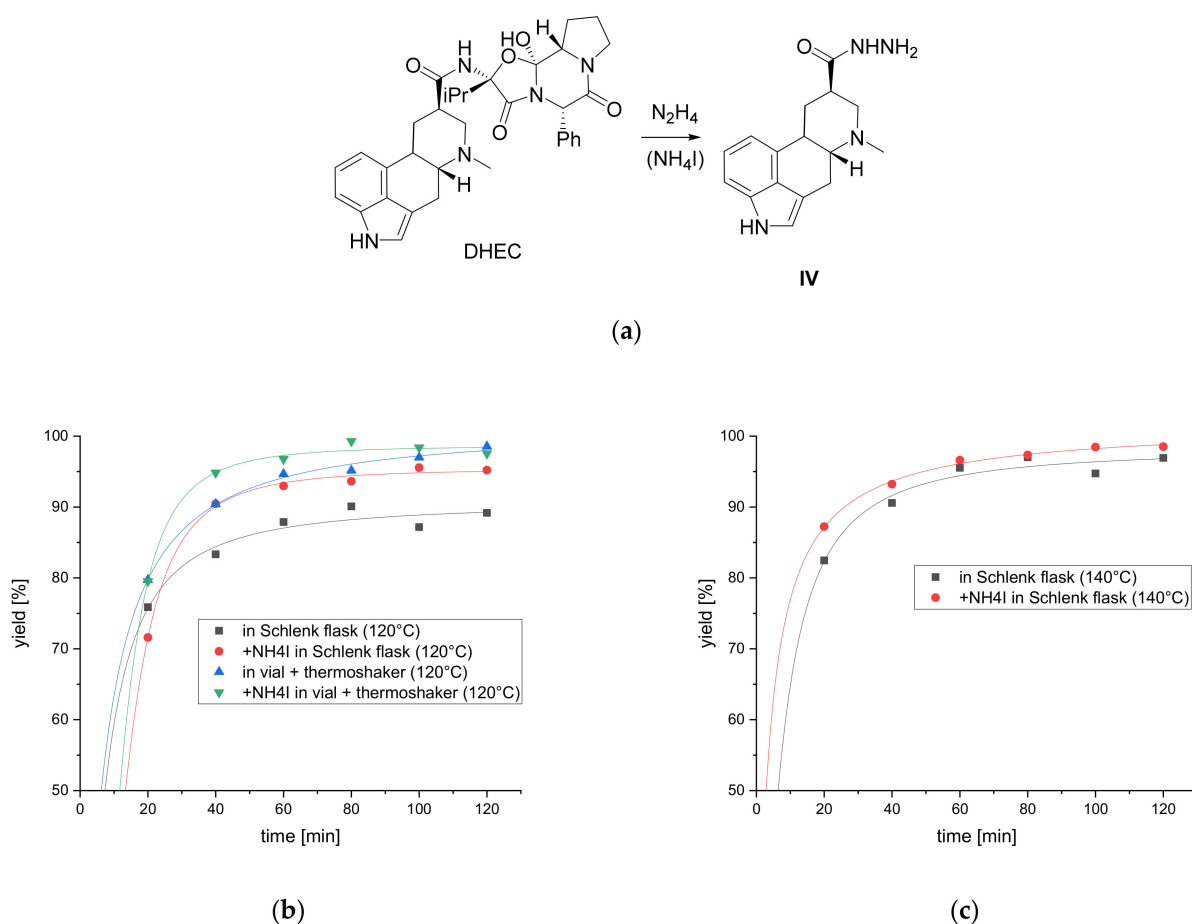 H
N
O
iPr
HO
O
H
N
N
O
O
Ph
N
H
HN
DHEC
N₂H₄
(NH₄I)
O
NHNH₂
N
H
HN
IV
(a)
yield [%]
100
90
80
70
60
50
in Schlenk flask (120°C)
+NH4I in Schlenk flask (120°C)
in vial + thermoshaker (120°C)
+NH4I in vial + thermoshaker (120°C)
0 20 40 60 80 100 120
time [min]
(b)
yield [%]
100
90
80
70
60
50
in Schlenk flask (140°C)
+NH4I in Schlenk flask (140°C)
0 20 40 60 80 100 120
time [min]
(c)